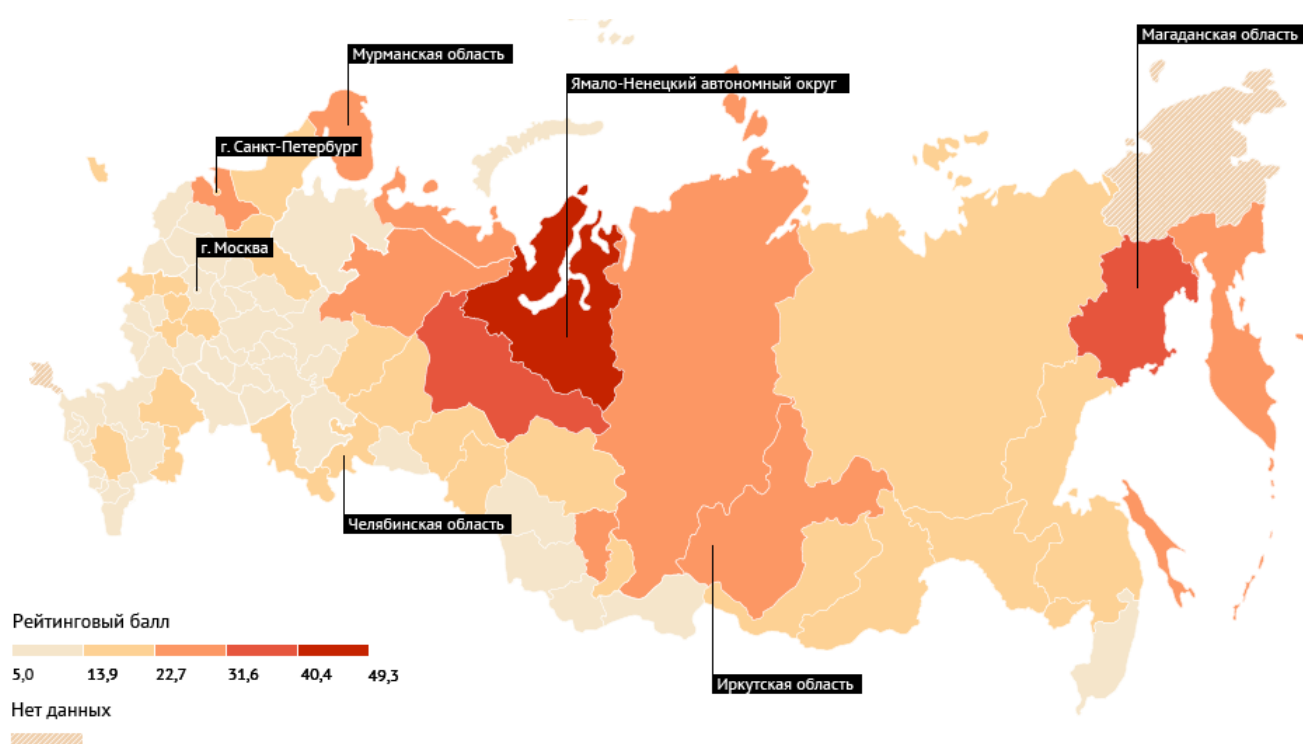 Магаданская область
Мурманская область
Ямало-Ненецкий автономный округ
г. Санкт-Петербург
г. Москва
Челябинская область
Иркутская область
Рейтинговый балл
5,0 13,9 22,7 31,6 40,4 49,3
Нет данных